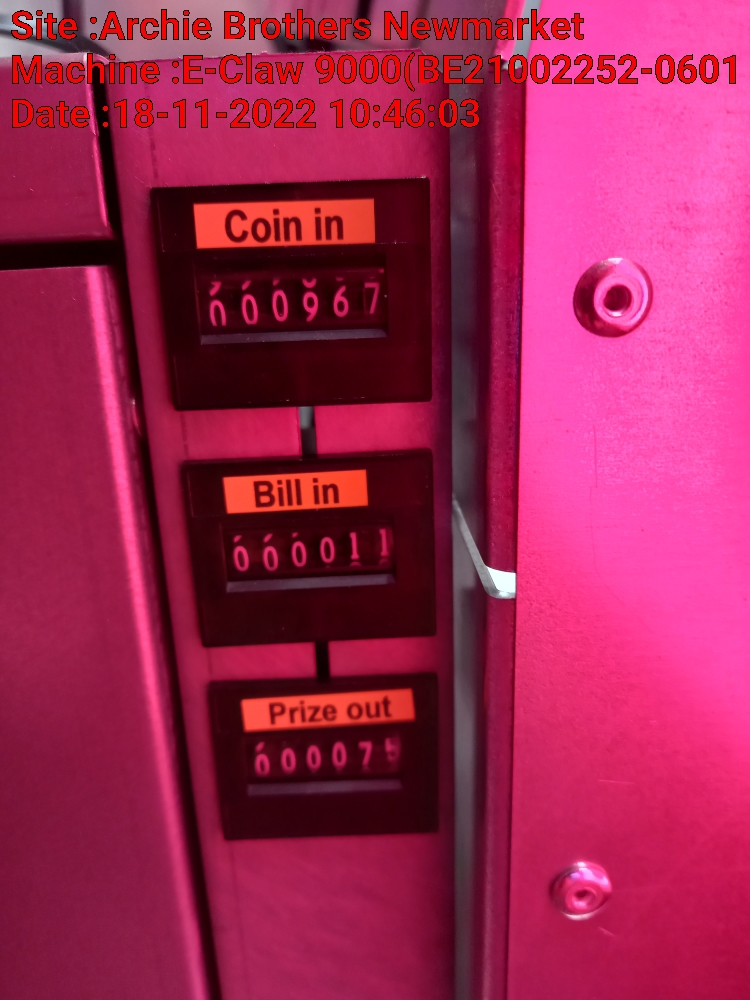 Site :Archie Brothers Newmarket
Machine :E-Claw 9000(BE21002252-0601
Date :18-11-2022 10:46:03
Coin in
000967
Bill in
000011
Prize out
000075